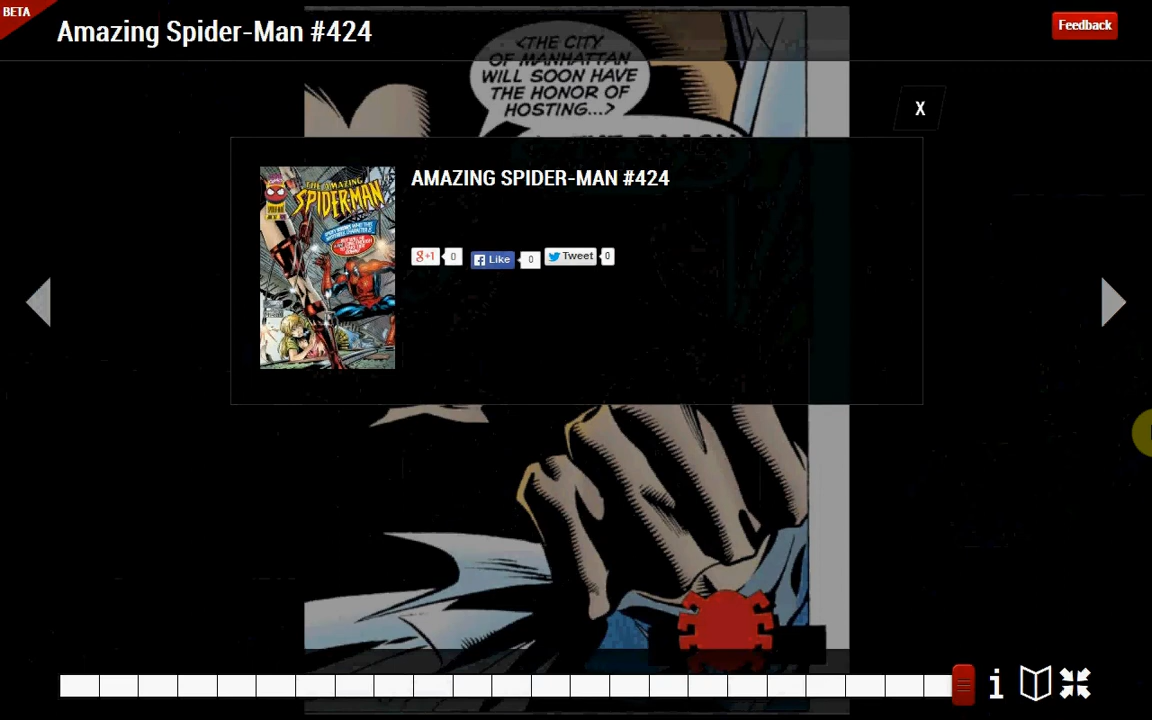 BETA
Amazing Spider-Man #424
Feedback
<THE CITY
OF MANHATTAN
WILL SOON HAVE
THE HONOR OF
HOSTING...>
X
AMAZING SPIDER-MAN #424
THE AMAZING
SPIDER-MAN
g+1 0
Like 0
Tweet 0
i